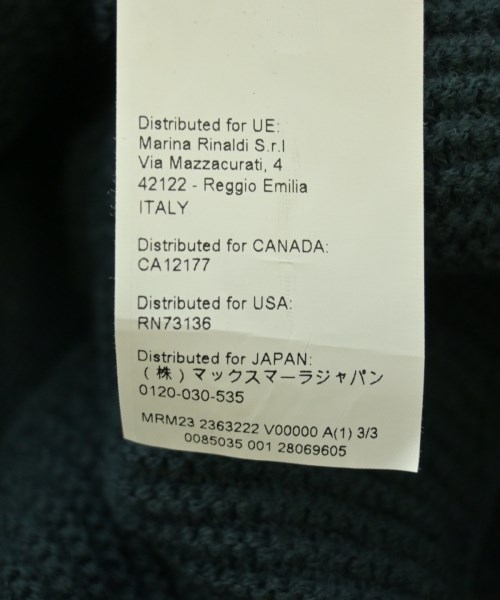 Distributed for UE:
Marina Rinaldi S.r.l
Via Mazzacurati, 4
42122 - Reggio Emilia
ITALY
Distributed for CANADA:
CA12177
Distributed for USA:
RN73136
Distributed for JAPAN:
(株)マックスマーラジャパン
0120-030-535
MRM23 2363222 V00000 A(1) 3/3
0085035 001 28069605